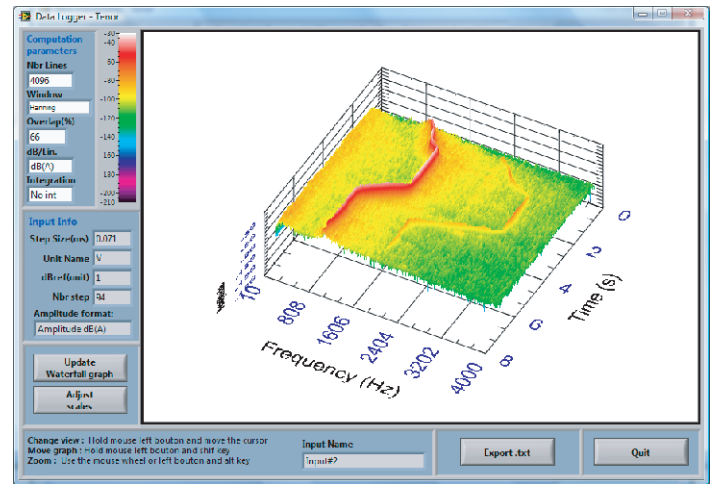 Data Logger - Tenor
Computation
parameters
Nbr Lines
4096
Window
Hanning
Overlap(%)
66
dB/Lin.
dB(A)
Integration
No int
-30
-40
-60
-80
-100
-120
-140
-160
-180
-200
-210
Input Info
Step Size(ms) 0.071
Unit Name V
dBref(unit) 1
Nbr step 94
Amplitude format:
Amplitude dB(A)
Update
Waterfall graph
Adjust
scales
10
808
1606
2404
3202
4000
Frequency (Hz)
0
2
4
6
8
Time (s)
Change view : Hold mouse left bouton and move the cursor
Move graph : Hold mouse left bouton and shif key
Zoom : Use the mouse wheel or left bouton and alt key
Input Name
Input#2
Export .txt
Quit